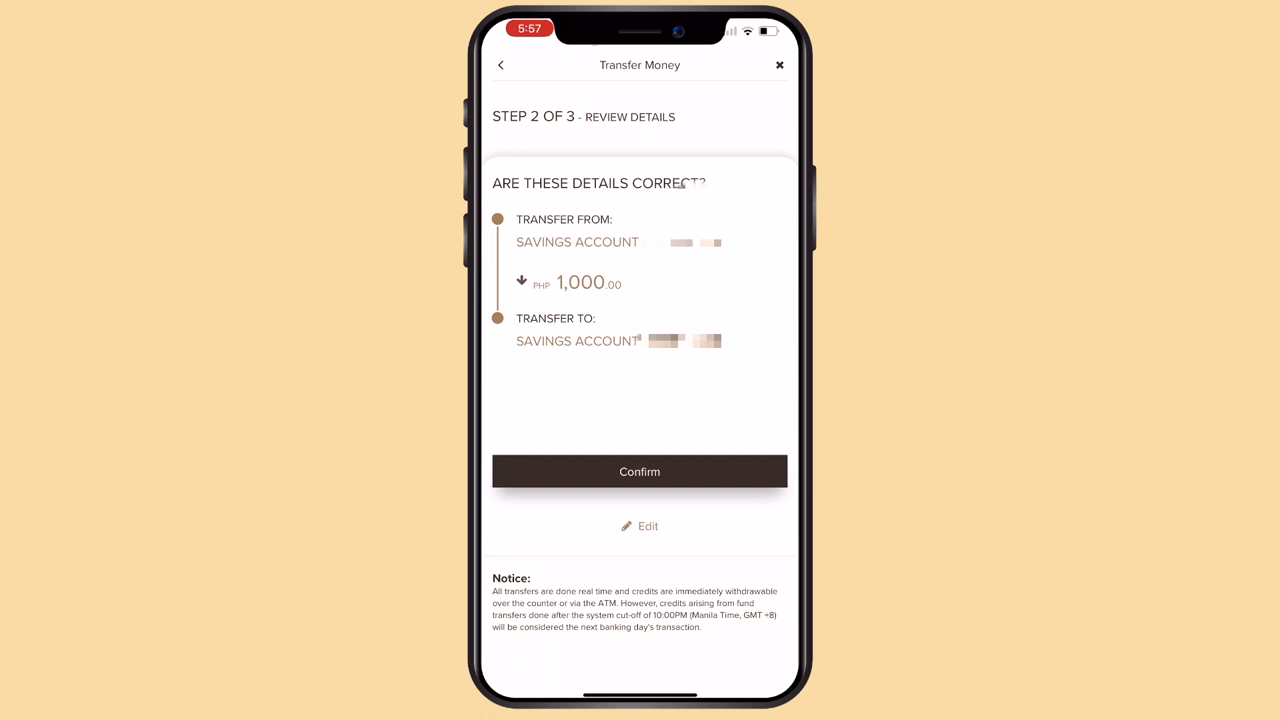 5:57
Transfer Money
STEP 2 OF 3 - REVIEW DETAILS
ARE THESE DETAILS CORRECT?
TRANSFER FROM:
SAVINGS ACCOUNT
PHP 1,000.00
TRANSFER TO:
SAVINGS ACCOUNT
Confirm
Edit
Notice:
All transfers are done real time and credits are immediately withdrawable
over the counter or via the ATM. However, credits arising from fund
transfers done after the system cut-off of 10:00PM (Manila Time, GMT +8)
will be considered the next banking day's transaction.